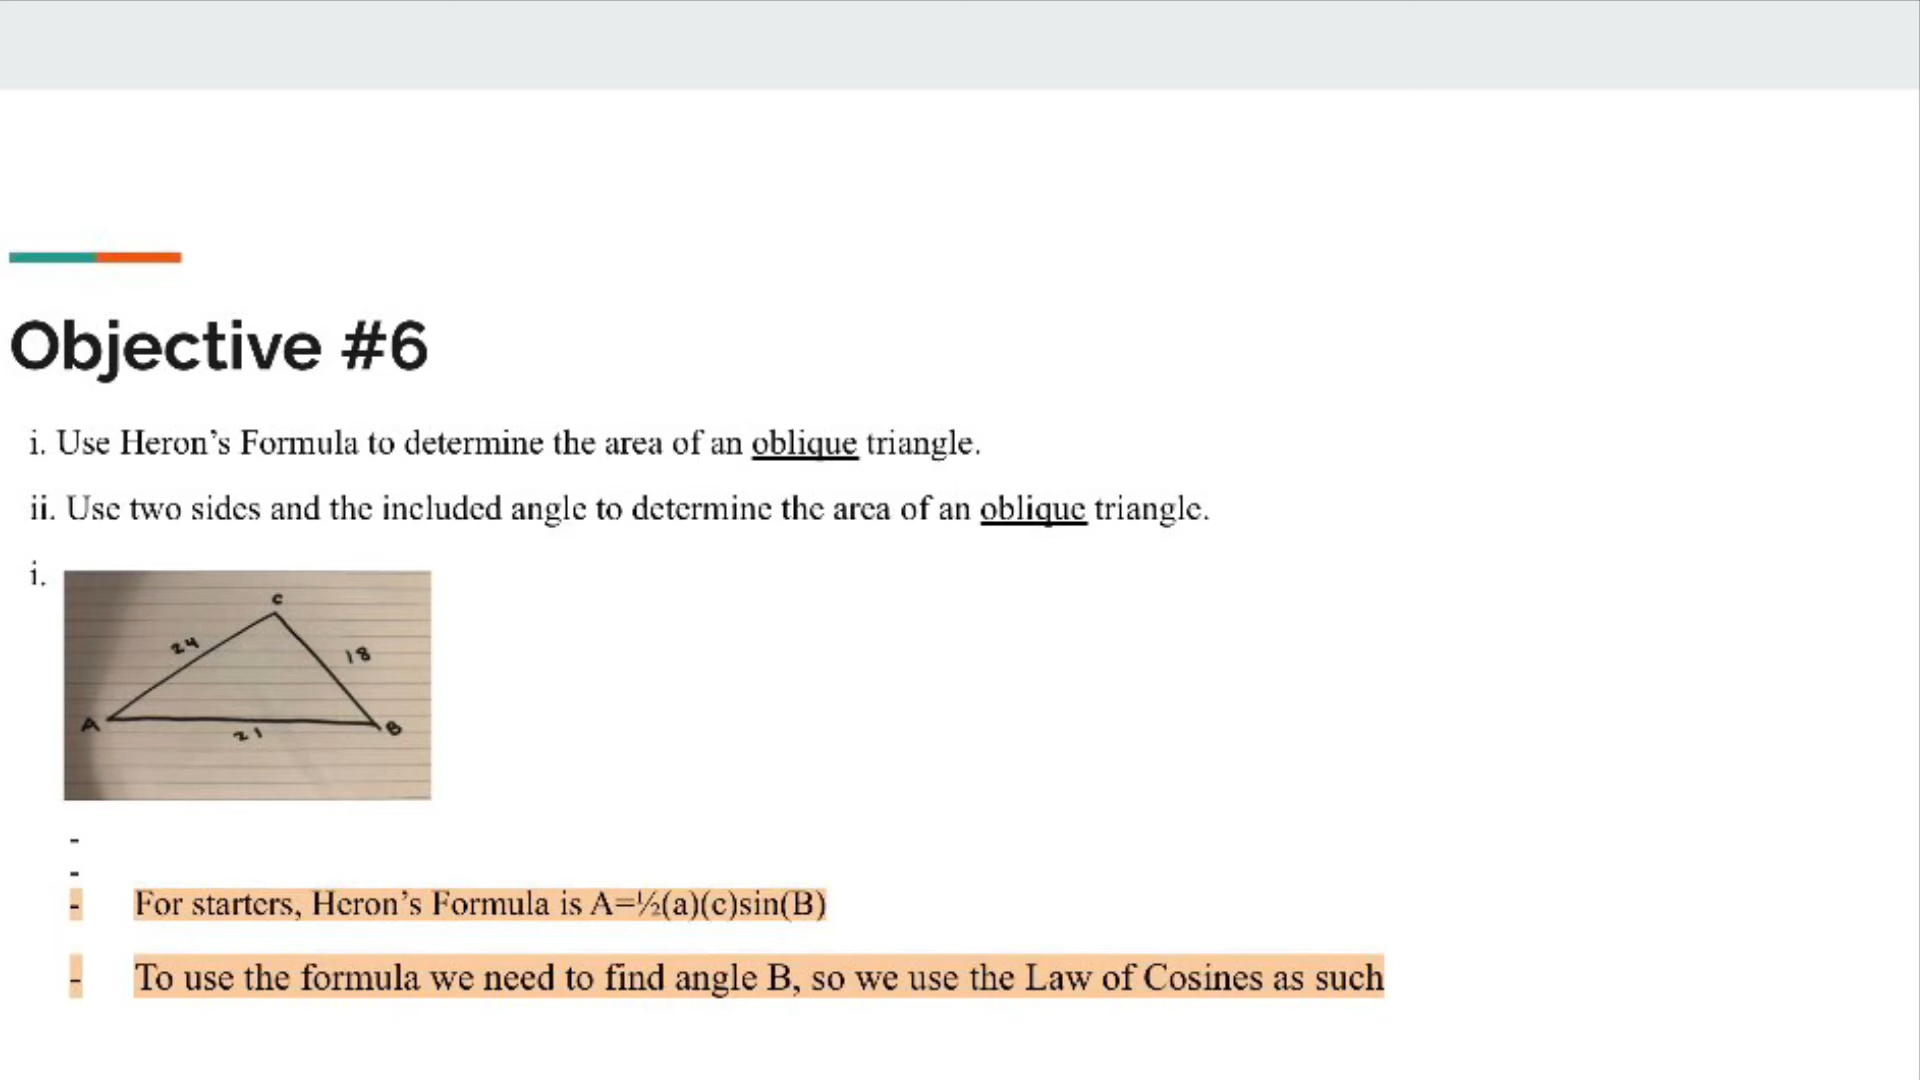 Objective #6
i. Use Heron’s Formula to determine the area of an oblique triangle.
ii. Use two sides and the included angle to determine the area of an oblique triangle.
i.
C
24
18
A
B
21
-
-
- For starters, Heron’s Formula is A=½(a)(c)sin(B)
- To use the formula we need to find angle B, so we use the Law of Cosines as such